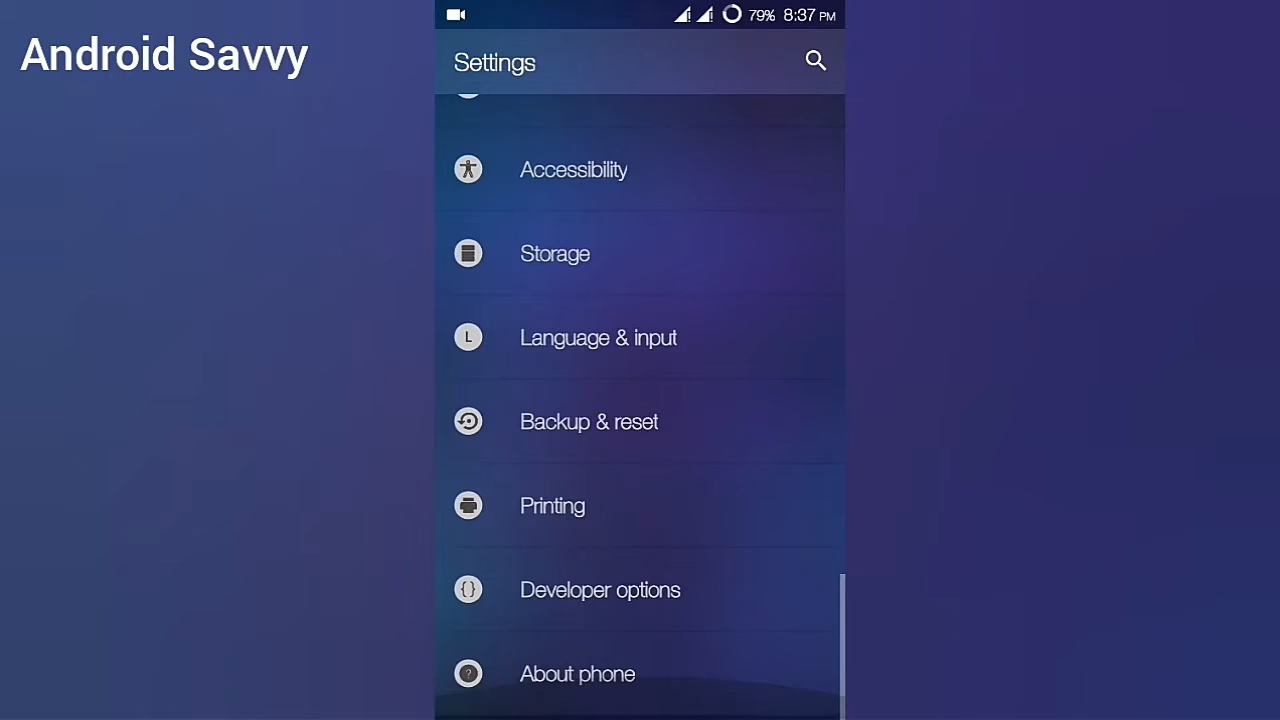 Android Savvy
79% 8:37 PM
Settings
Accessibility
Storage
L Language & input
Backup & reset
Printing
{} Developer options
? About phone